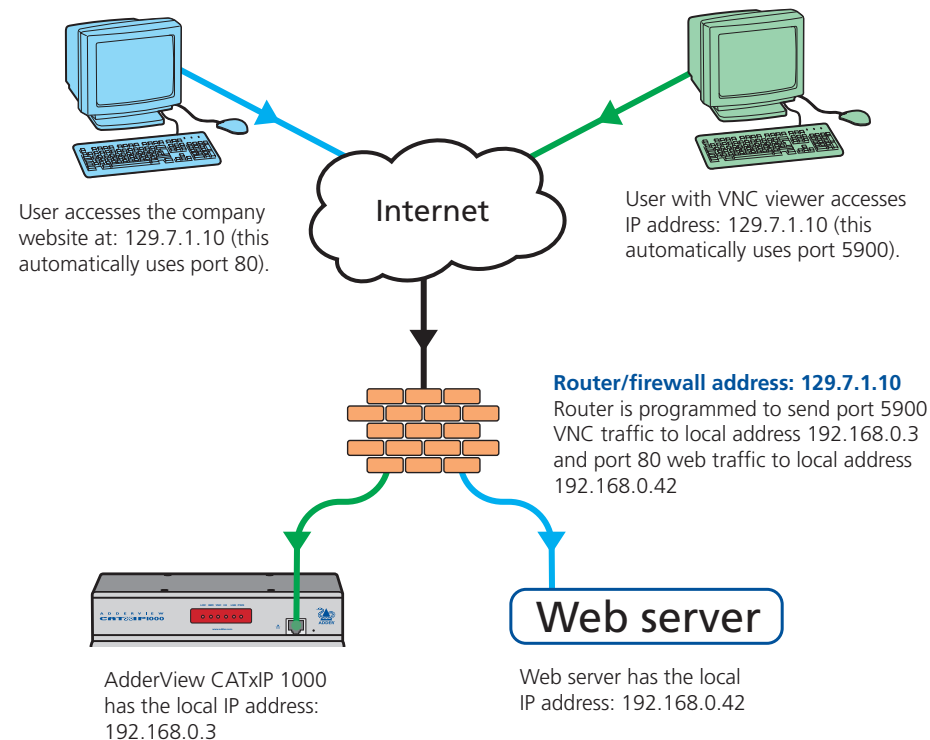 Internet
User accesses the company
website at: 129.7.1.10 (this
automatically uses port 80).
User with VNC viewer accesses
IP address: 129.7.1.10 (this
automatically uses port 5900).
Router/firewall address: 129.7.1.10
Router is programmed to send port 5900
VNC traffic to local address 192.168.0.3
and port 80 web traffic to local address
192.168.0.42
ADDERVIEW
ADDER
Web server
AdderView CATxIP 1000
has the local IP address:
192.168.0.3
Web server has the local
IP address: 192.168.0.42